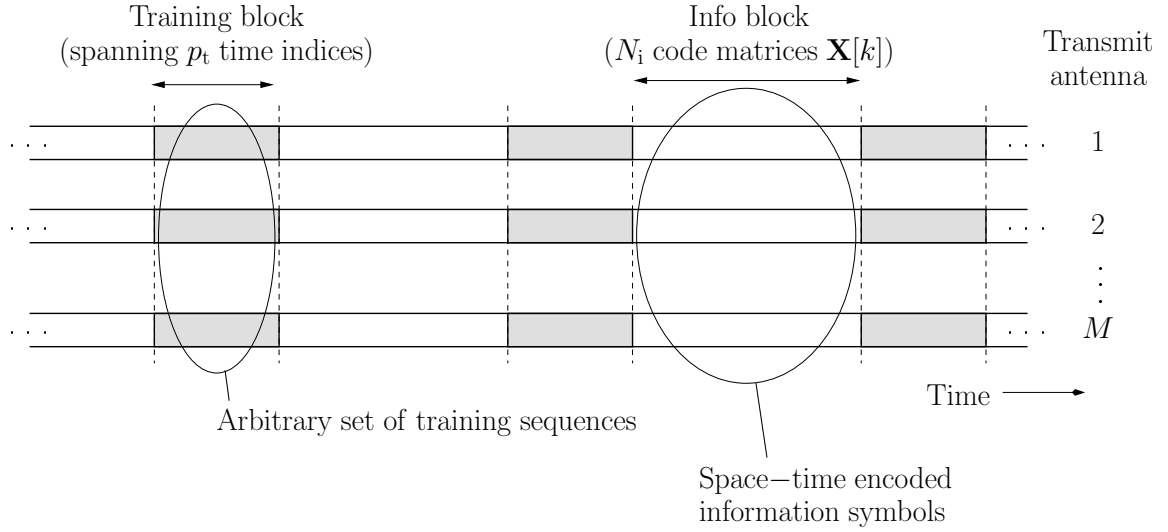 Training block
(spanning pt time indices)
Info block
(Ni code matrices X[k])
Transmit
antenna
. . . . . . 1
. . . . . . 2
. . . . . . M
Time
Arbitrary set of training sequences
Space−time encoded
information symbols